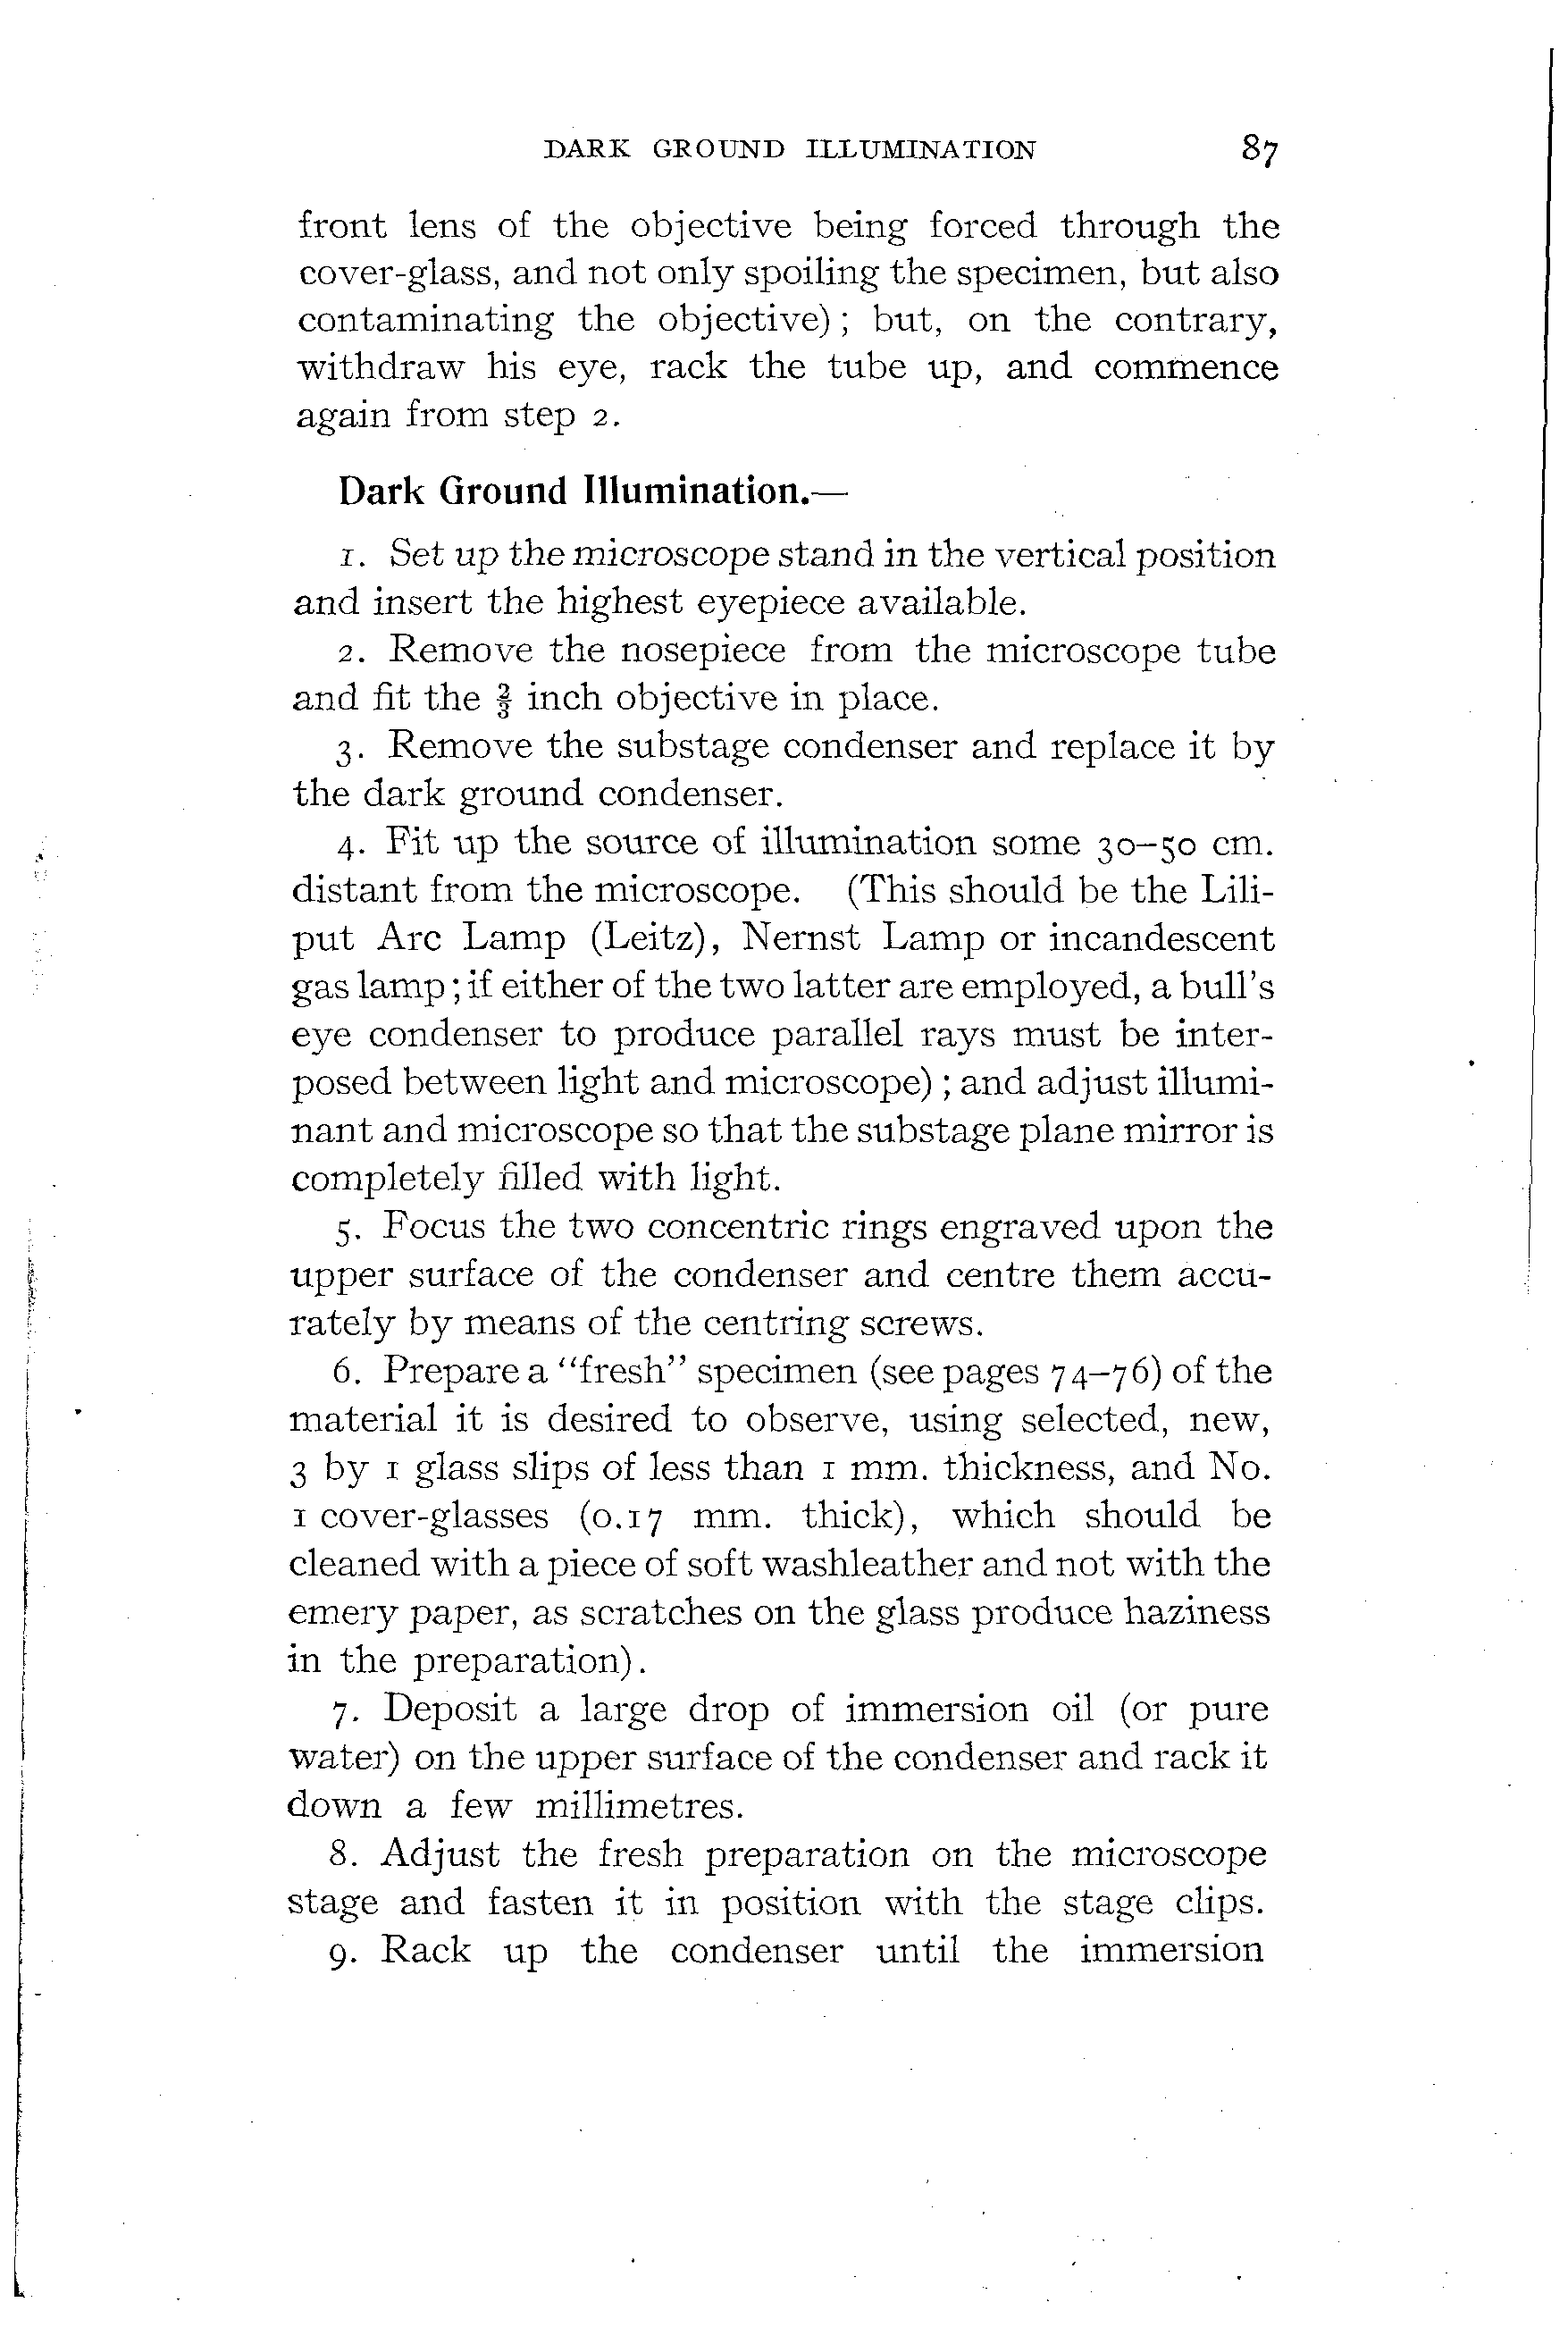 DARK GROUND ILLUMINATION 87
front lens of the objective being forced through the
cover-glass, and not only spoiling the specimen, but also
contaminating the objective); but, on the contrary,
withdraw his eye, rack the tube up, and commence
again from step 2.
Dark Ground Illumination.—
1. Set up the microscope stand in the vertical position
and insert the highest eyepiece available.
2. Remove the nosepiece from the microscope tube
and fit the ⅔ inch objective in place.
3. Remove the substage condenser and replace it by
the dark ground condenser.
4. Fit up the source of illumination some 30–50 cm.
distant from the microscope. (This should be the Lili-
put Arc Lamp (Leitz), Nernst Lamp or incandescent
gas lamp; if either of the two latter are employed, a bull's
eye condenser to produce parallel rays must be inter-
posed between light and microscope); and adjust illumi-
nant and microscope so that the substage plane mirror is
completely filled with light.
5. Focus the two concentric rings engraved upon the
upper surface of the condenser and centre them accu-
rately by means of the centring screws.
6. Prepare a "fresh" specimen (see pages 74–76) of the
material it is desired to observe, using selected, new,
3 by 1 glass slips of less than 1 mm. thickness, and No.
1 cover-glasses (0.17 mm. thick), which should be
cleaned with a piece of soft washleather and not with the
emery paper, as scratches on the glass produce haziness
in the preparation).
7. Deposit a large drop of immersion oil (or pure
water) on the upper surface of the condenser and rack it
down a few millimetres.
8. Adjust the fresh preparation on the microscope
stage and fasten it in position with the stage clips.
9. Rack up the condenser until the immersion